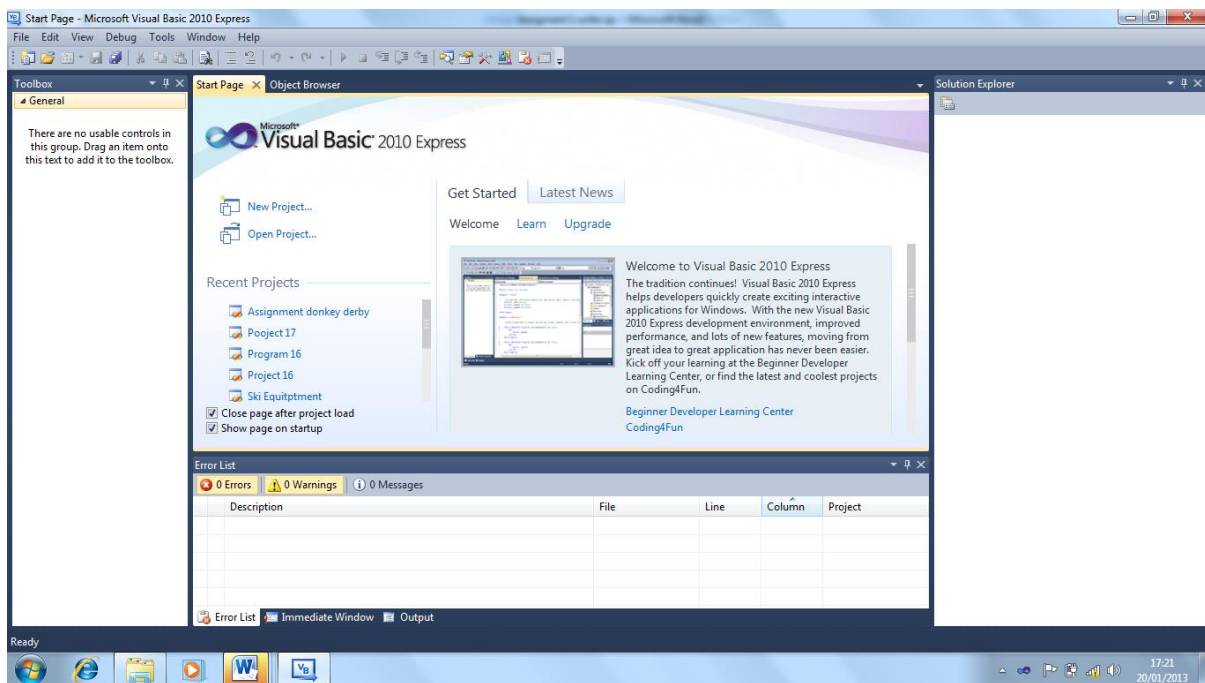 Start Page - Microsoft Visual Basic 2010 Express
File Edit View Debug Tools Window Help
Toolbox
General
There are no usable controls in
this group. Drag an item onto
this text to add it to the toolbox.
Start Page Object Browser
Microsoft
Visual Basic 2010 Express
New Project...
Open Project...
Recent Projects
Assignment donkey derby
Pooject 17
Program 16
Project 16
Ski Equitptment
Close page after project load
Show page on startup
Get Started Latest News
Welcome Learn Upgrade
Welcome to Visual Basic 2010 Express
The tradition continues! Visual Basic 2010 Express
helps developers quickly create exciting interactive
applications for Windows. With the new Visual Basic
2010 Express development environment, improved
performance, and lots of new features, moving from
great idea to great application has never been easier.
Kick off your learning at the Beginner Developer
Learning Center, or find the latest and coolest projects
on Coding4Fun.
Beginner Developer Learning Center
Coding4Fun
Solution Explorer
Error List
0 Errors 0 Warnings 0 Messages
Description File Line Column Project
Error List Immediate Window Output
Ready
17:21
20/01/2013